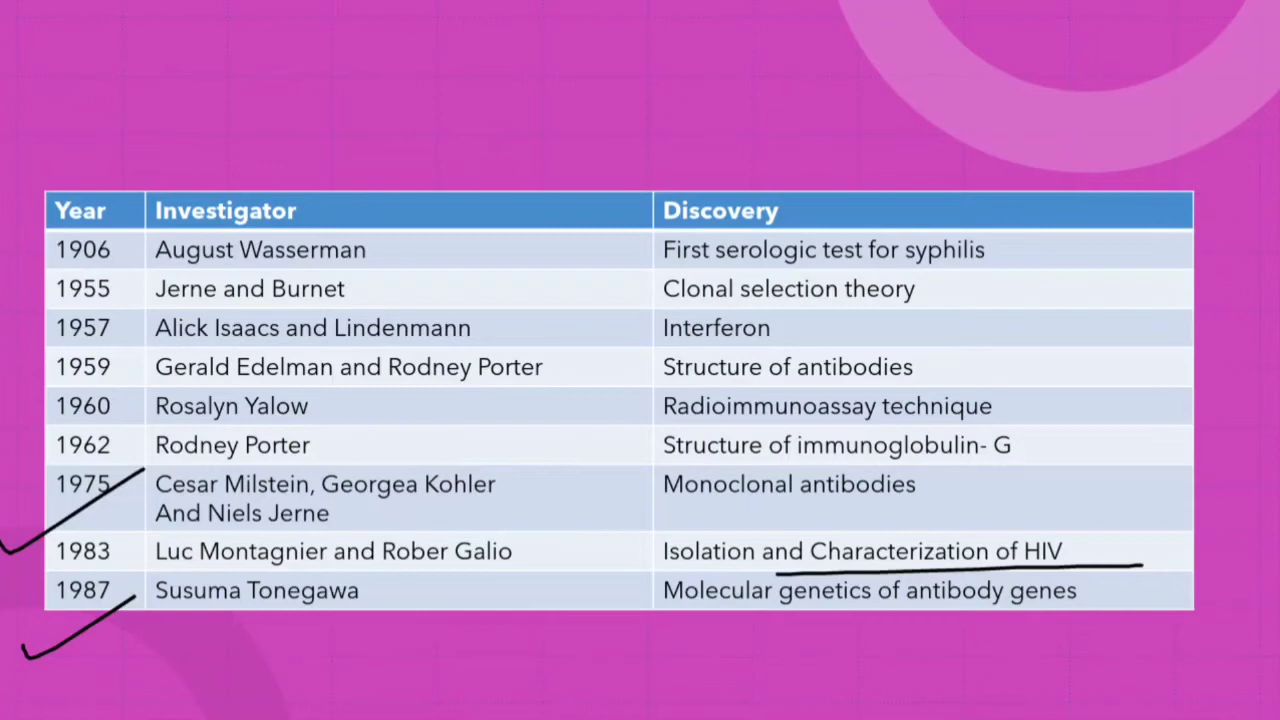 Year Investigator Discovery
1906 August Wasserman First serologic test for syphilis
1955 Jerne and Burnet Clonal selection theory
1957 Alick Isaacs and Lindenmann Interferon
1959 Gerald Edelman and Rodney Porter Structure of antibodies
1960 Rosalyn Yalow Radioimmunoassay technique
1962 Rodney Porter Structure of immunoglobulin- G
1975 Cesar Milstein, Georgea Kohler Monoclonal antibodies
And Niels Jerne
1983 Luc Montagnier and Rober Galio Isolation and Characterization of HIV
1987 Susuma Tonegawa Molecular genetics of antibody genes